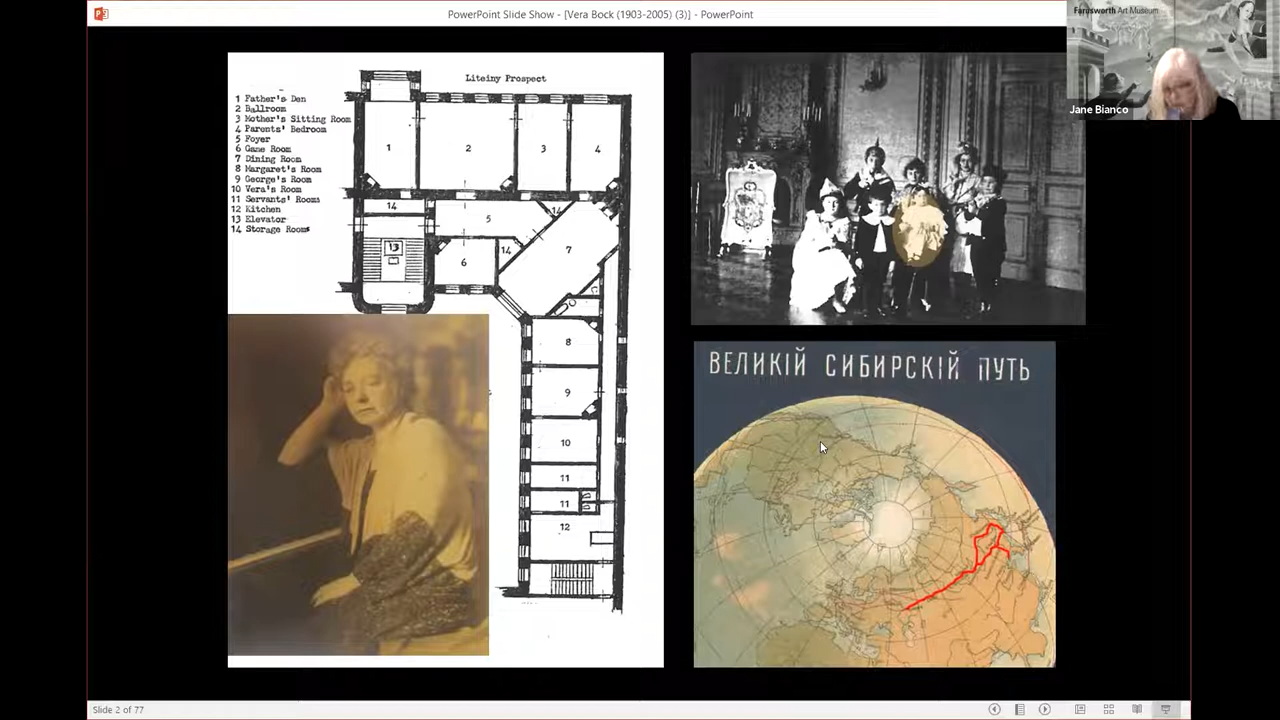 PowerPoint Slide Show - [Vera Bock (1903-2005) (3)] - PowerPoint
Farnsworth Art Museum
Jane Bianco
Liteiny Prospect
1 Father's Den
2 Ballroom
3 Mother's Sitting Room
4 Parents' Bedroom
5 Foyer
6 Game Room
7 Dining Room
8 Margaret's Room
9 George's Room
10 Vera's Room
11 Servants' Rooms
12 Kitchen
13 Elevator
14 Storage Rooms
1
2
3
4
14
5
14
13
6
14
7
8
9
10
11
11
12
ВЕЛИКІЙ СИБИРСКІЙ ПУТЬ
Slide 2 of 77